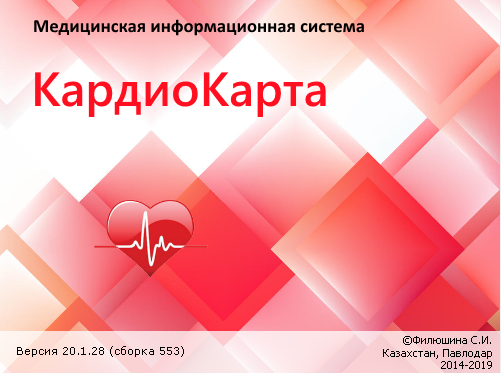 Медицинская информационная система
КардиоКарта
Версия 20.1.28 (сборка 553)
©Филюшина С.И.
Казахстан, Павлодар
2014-2019